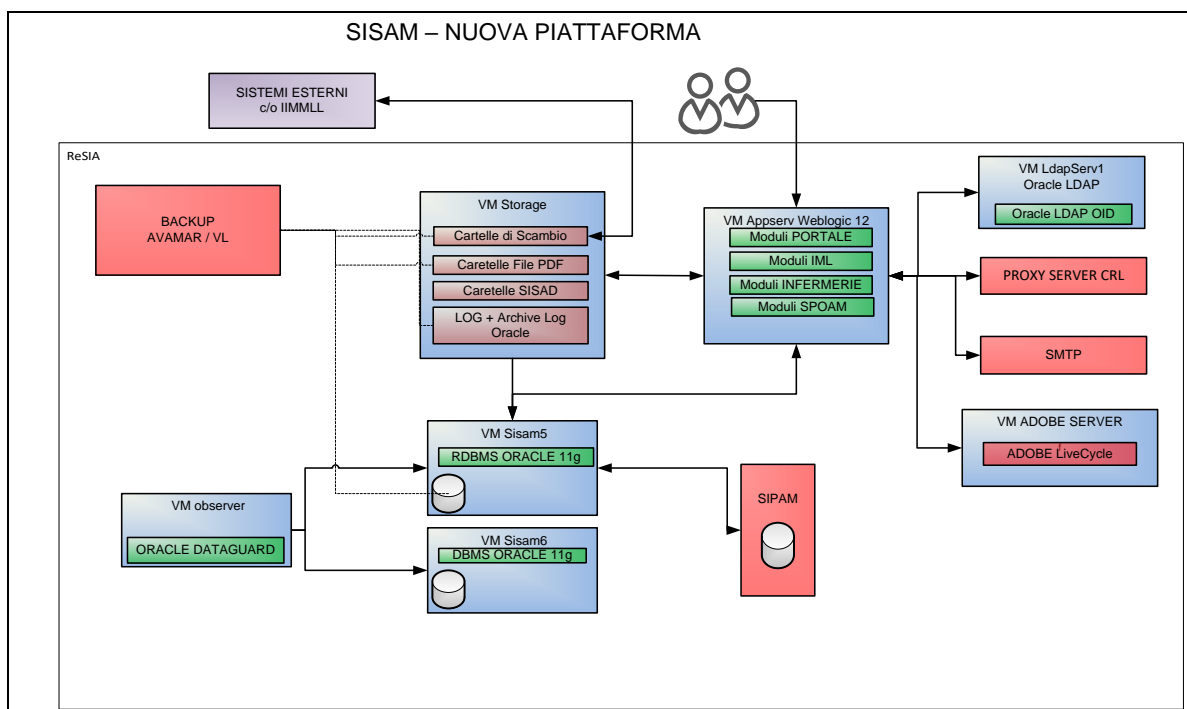 SISAM – NUOVA PIATTAFORMA
SISTEMI ESTERNI
c/o IIMMLL
ReSIA
BACKUP
AVAMAR / VL
VM Storage
Cartelle di Scambio
Caretelle File PDF
Caretelle SISAD
LOG + Archive Log
Oracle
VM Appserv Weblogic 12
Moduli PORTALE
Moduli IML
Moduli INFERMERIE
Moduli SPOAM
VM LdapServ1
Oracle LDAP
Oracle LDAP OID
PROXY SERVER CRL
SMTP
VM ADOBE SERVER
ADOBE LiveCycle
VM Sisam5
RDBMS ORACLE 11g
SIPAM
VM observer
ORACLE DATAGUARD
VM Sisam6
DBMS ORACLE 11g